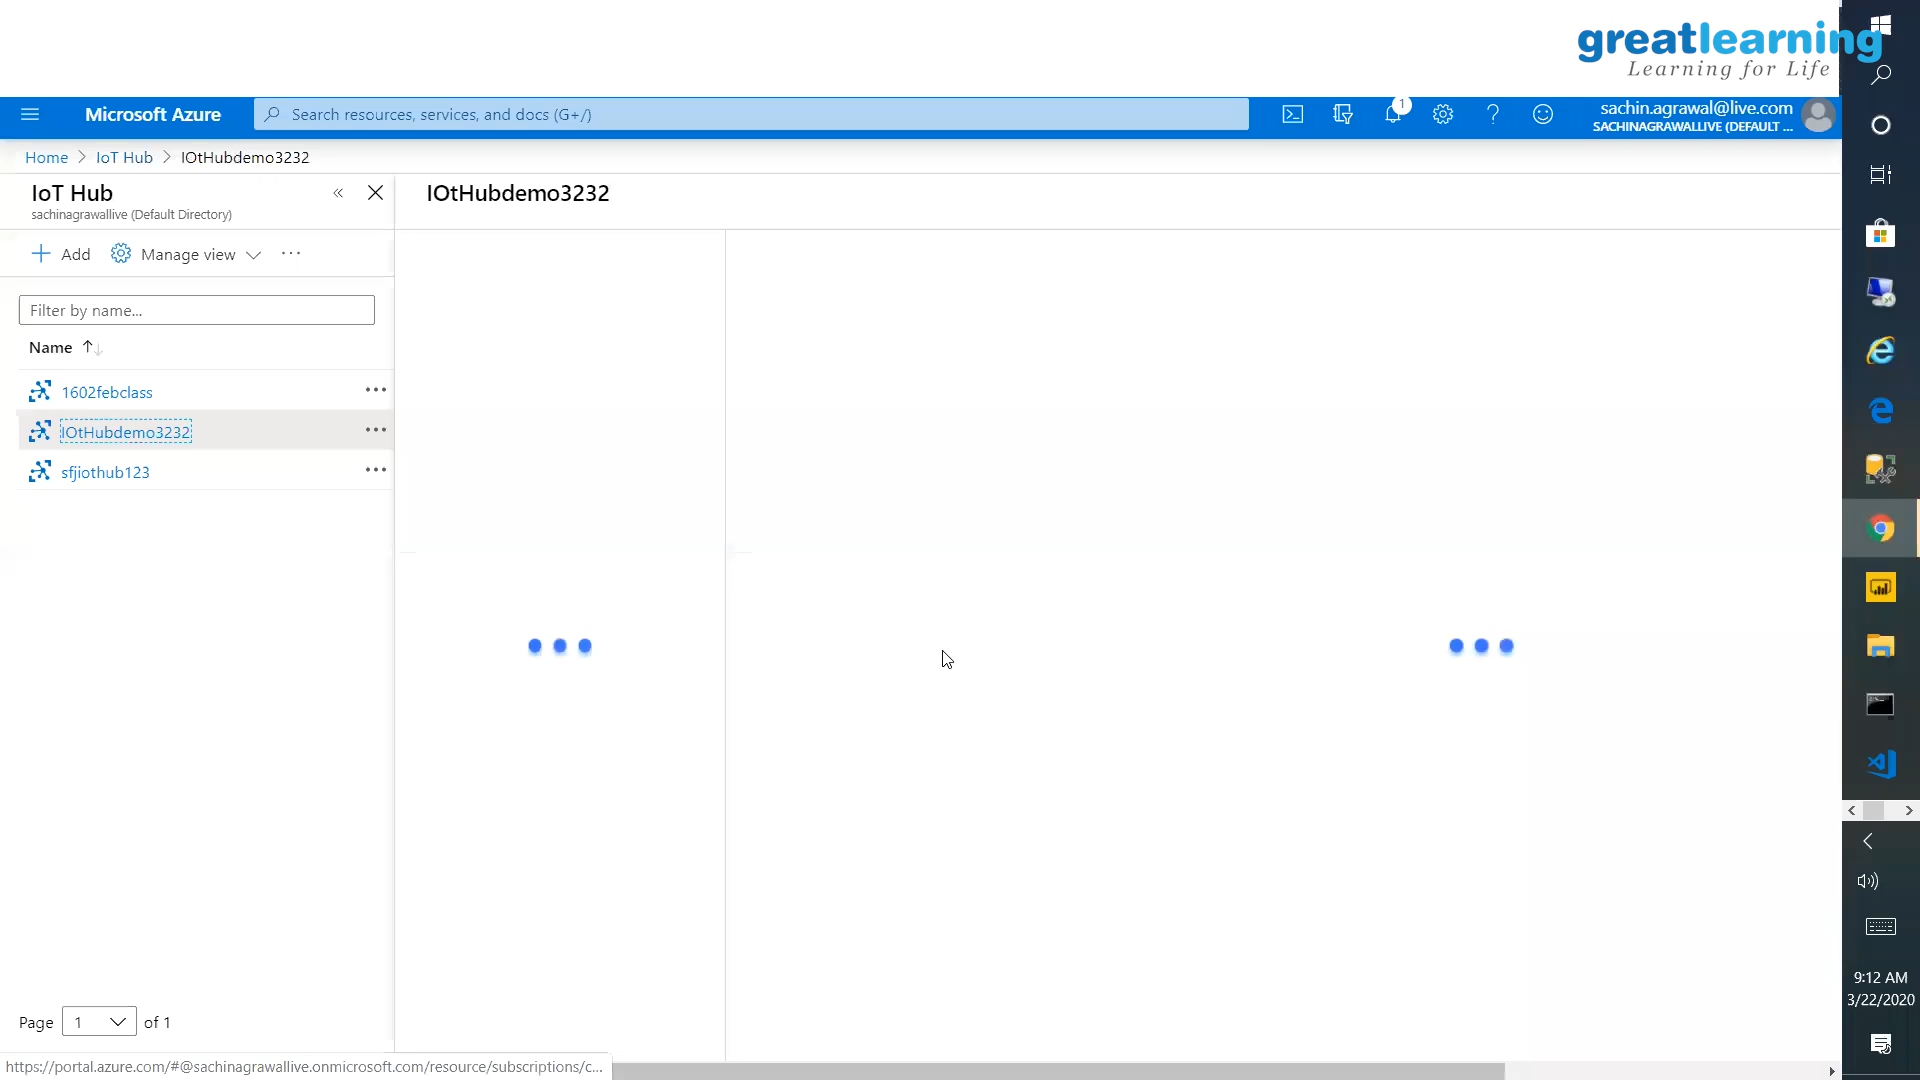 greatlearning
Learning for Life
Microsoft Azure
Search resources, services, and docs (G+/)
1
sachin.agrawal@live.com
SACHINAGRAWALLIVE (DEFAULT ...
Home > IoT Hub > IOtHubdemo3232
IoT Hub
sachinagrawallive (Default Directory)
IOtHubdemo3232
Add
Manage view
Filter by name...
Name
1602febclass
IOtHubdemo3232
sfjiothub123
Page 1 of 1
https://portal.azure.com/#@sachinagrawallive.onmicrosoft.com/resource/subscriptions/c...
9:12 AM
3/22/2020